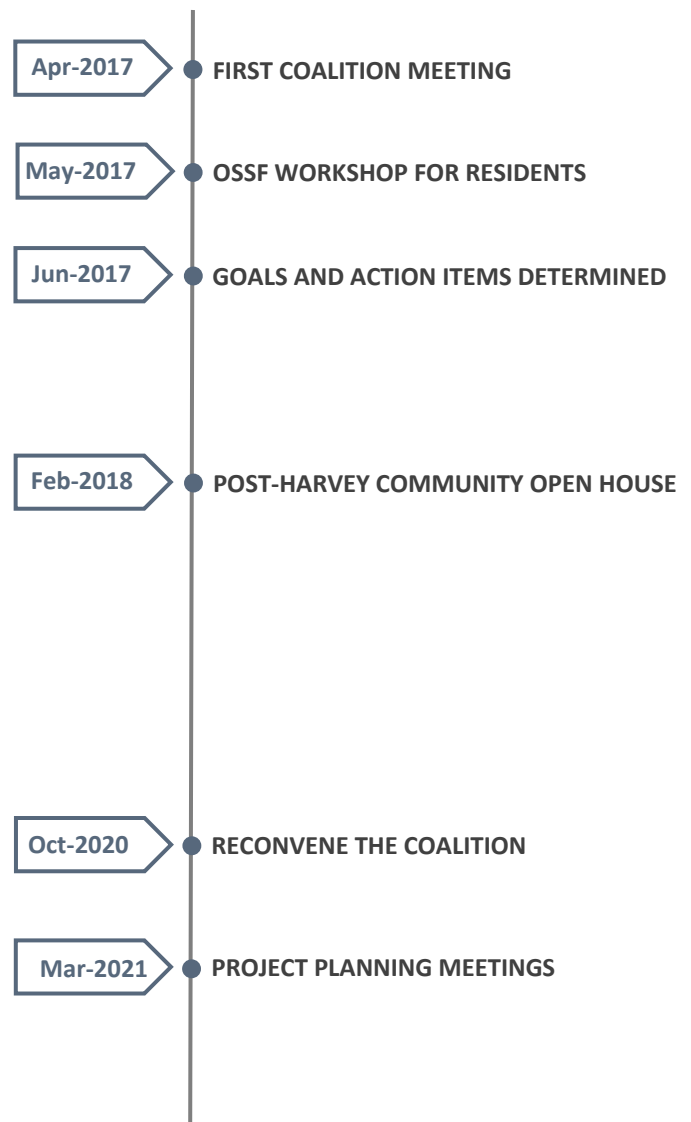 Apr-2017
FIRST COALITION MEETING
May-2017
OSSF WORKSHOP FOR RESIDENTS
Jun-2017
GOALS AND ACTION ITEMS DETERMINED
Feb-2018
POST-HARVEY COMMUNITY OPEN HOUSE
Oct-2020
RECONVENE THE COALITION
Mar-2021
PROJECT PLANNING MEETINGS